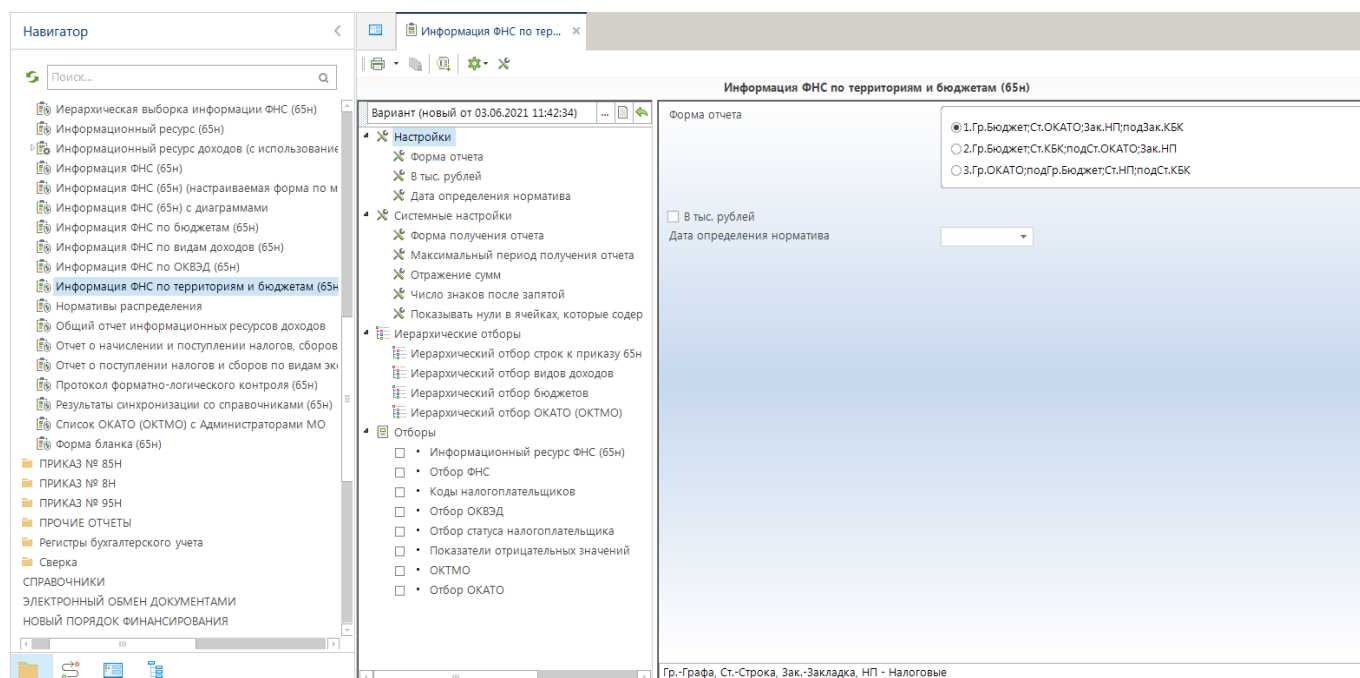 Навигатор
Информация ФНС по тер...
Поиск...
Иерархическая выборка информации ФНС (65н)
Информационный ресурс (65н)
Информационный ресурс доходов (с использование
Информация ФНС (65н)
Информация ФНС (65н) (настраиваемая форма по м
Информация ФНС (65н) с диаграммами
Информация ФНС по бюджетам (65н)
Информация ФНС по видам доходов (65н)
Информация ФНС по ОКВЭД (65н)
Информация ФНС по территориям и бюджетам (65н
Нормативы распределения
Общий отчет информационных ресурсов доходов
Отчет о начислении и поступлении налогов, сборов
Отчет о поступлении налогов и сборов по видам эк
Протокол форматно-логического контроля (65н)
Результаты синхронизации со справочниками (65н)
Список ОКАТО (ОКТМО) с Администраторами МО
Форма бланка (65н)
ПРИКАЗ № 85Н
ПРИКАЗ № 8Н
ПРИКАЗ № 95Н
ПРОЧИЕ ОТЧЕТЫ
Регистры бухгалтерского учета
Сверка
СПРАВОЧНИКИ
ЭЛЕКТРОННЫЙ ОБМЕН ДОКУМЕНТАМИ
НОВЫЙ ПОРЯДОК ФИНАНСИРОВАНИЯ
Информация ФНС по территориям и бюджетам (65н)
Вариант (новый от 03.06.2021 11:42:34) ...
Настройки
Форма отчета
В тыс. рублей
Дата определения норматива
Системные настройки
Форма получения отчета
Максимальный период получения отчета
Отражение сумм
Число знаков после запятой
Показывать нули в ячейках, которые содер
Иерархические отборы
Иерархический отбор строк к приказу 65н
Иерархический отбор видов доходов
Иерархический отбор бюджетов
Иерархический отбор ОКАТО (ОКТМО)
Отборы
• Информационный ресурс ФНС (65н)
• Отбор ФНС
• Коды налогоплательщиков
• Отбор ОКВЭД
• Отбор статуса налогоплательщика
• Показатели отрицательных значений
• ОКТМО
• Отбор ОКАТО
Форма отчета
1.Гр.Бюджет;Ст.ОКАТО;Зак.НП;подЗак.КБК
2.Гр.Бюджет;Ст.КБК;подСт.ОКАТО;Зак.НП
3.Гр.ОКАТО;подГр.Бюджет;Ст.НП;подСт.КБК
В тыс. рублей
Дата определения норматива
Гр.-Графа, Ст.-Строка, Зак.-Закладка, НП - Налоговые